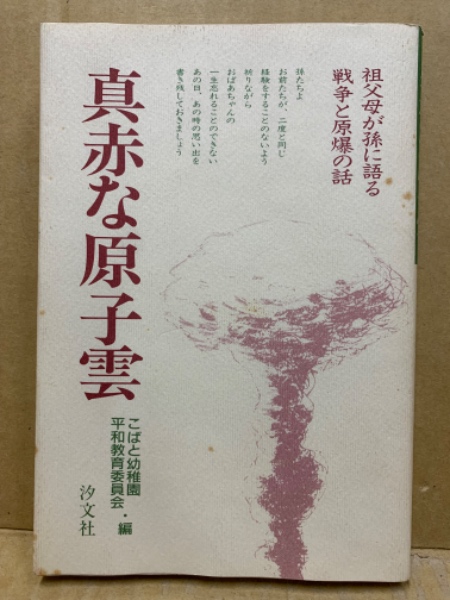 祖父母が孫に語る
戦争と原爆の話
孫たちよ
お前たちが、二度と同じ
経験をすることのないよう
祈りながら
おばあちゃんの
一生忘れることのできない
あの日、あの時の思い出を
書き残しておきましょう
真赤な原子雲
こばと幼稚園
平和教育委員会・編
汐文社